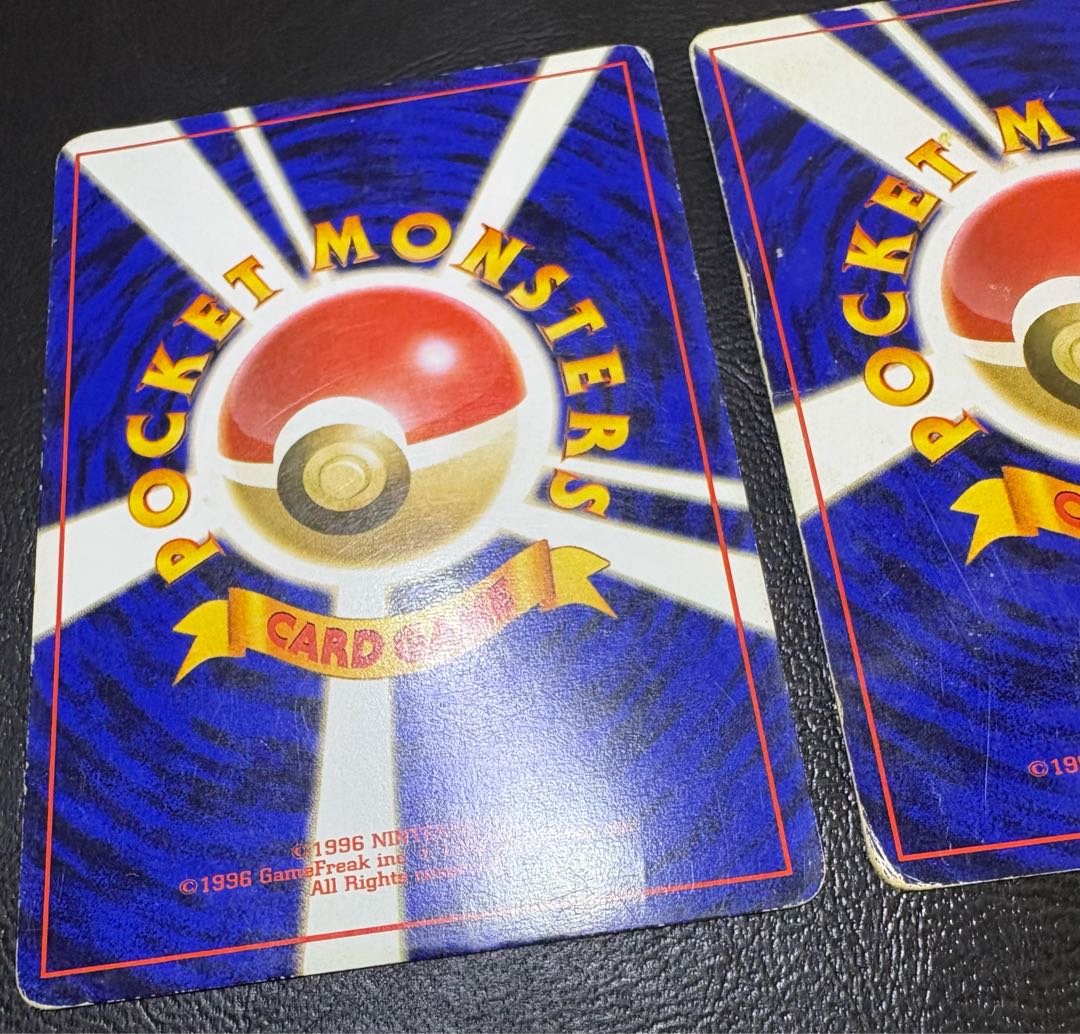 POCKET MONSTERS
CARD GAME
©1996 NINTENDO
©1996 GameFreak inc
All Rights
POCKET M
©19